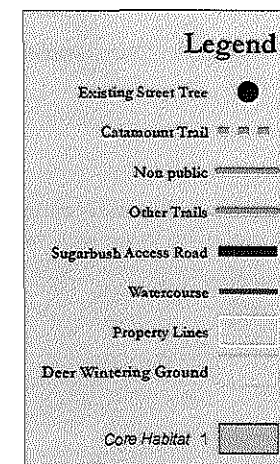 Legend
Existing Street Tree
Catamount Trail
Non public
Other Trails
Sugarbush Access Road
Watercourse
Property Lines
Deer Wintering Ground
Core Habitat 1